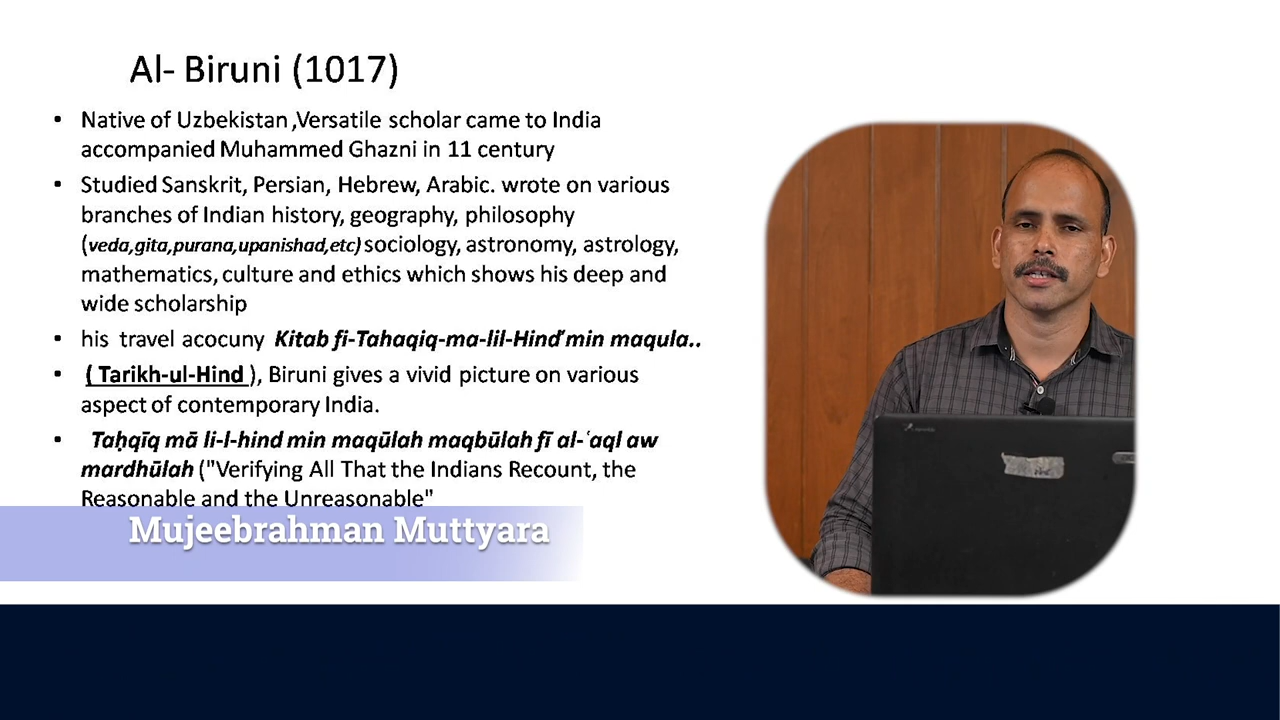 Al- Biruni (1017)
• Native of Uzbekistan ,Versatile scholar came to India
accompanied Muhammed Ghazni in 11 century
• Studied Sanskrit, Persian, Hebrew, Arabic. wrote on various
branches of Indian history, geography, philosophy
(veda,gita,purana,upanishad,etc) sociology, astronomy, astrology,
mathematics, culture and ethics which shows his deep and
wide scholarship
• his travel acocuny Kitab fi-Tahaqiq-ma-lil-Hind'min maqula..
• ( Tarikh-ul-Hind ), Biruni gives a vivid picture on various
aspect of contemporary India.
• Taḥqīq mā li-l-hind min maqūlah maqbūlah fī al-ʿaql aw
mardhūlah ("Verifying All That the Indians Recount, the
Reasonable and the Unreasonable"
Mujeebrahman Muttyara